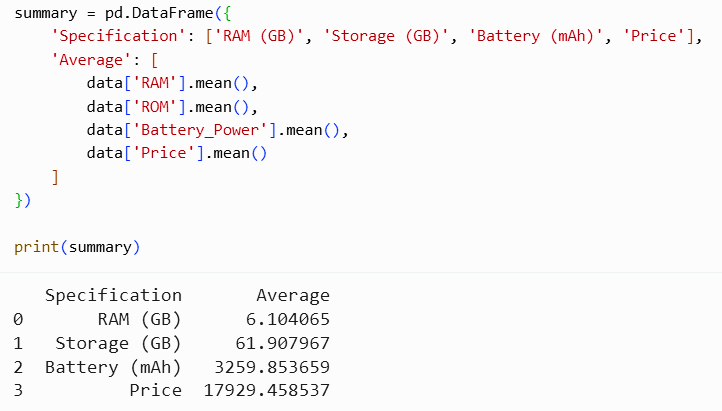 summary = pd.DataFrame({
    'Specification': ['RAM (GB)', 'Storage (GB)', 'Battery (mAh)', 'Price'],
    'Average': [
        data['RAM'].mean(),
        data['ROM'].mean(),
        data['Battery_Power'].mean(),
        data['Price'].mean()
    ]
})

print(summary)

   Specification       Average
0       RAM (GB)      6.104065
1   Storage (GB)     61.907967
2  Battery (mAh)   3259.853659
3          Price  17929.458537